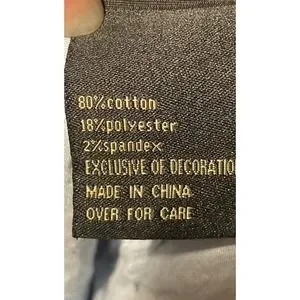 80%cotton
18%polyester
2%spandex
EXCLUSIVE OF DECORATIO
MADE IN CHINA
OVER FOR CARE